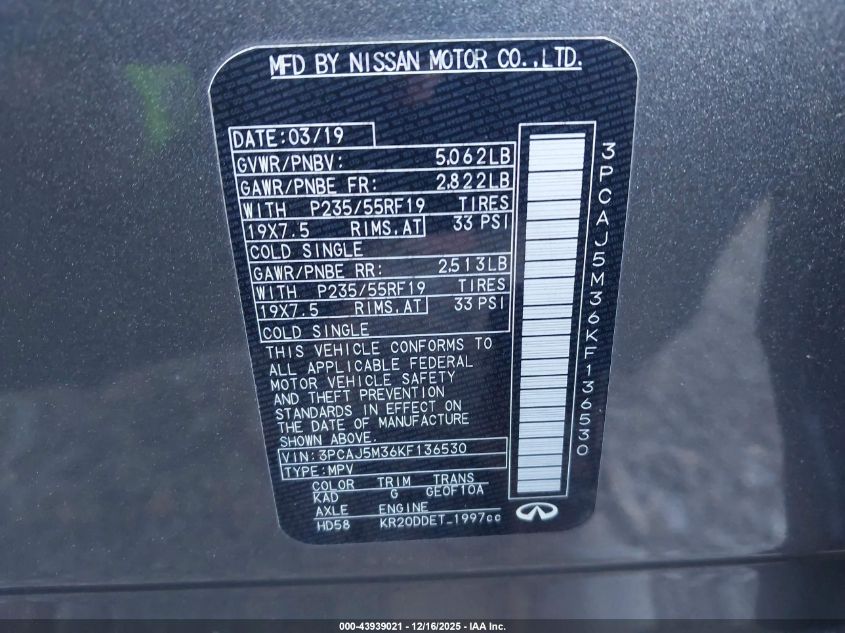 MFD BY NISSAN MOTOR CO.,LTD.
DATE:03/19
GVWR/PNBV: 5,062LB
GAWR/PNBE FR: 2,822LB
WITH P235/55RF19 TIRES
19X7.5 RIMS.AT 33 PSI
COLD SINGLE
GAWR/PNBE RR: 2,513LB
WITH P235/55RF19 TIRES
19X7.5 RIMS.AT 33 PSI
COLD SINGLE
THIS VEHICLE CONFORMS TO
ALL APPLICABLE FEDERAL
MOTOR VEHICLE SAFETY
AND THEFT PREVENTION
STANDARDS IN EFFECT ON
THE DATE OF MANUFACTURE
SHOWN ABOVE.
VIN:3PCAJ5M36KF136530
TYPE:MPV
COLOR TRIM TRANS
KAD G GEOF10A
AXLE ENGINE
HD58 KR20DDET-1997cc
3PCAJ5M36KF136530
000-43939021 - 12/16/2025 - IAA Inc.